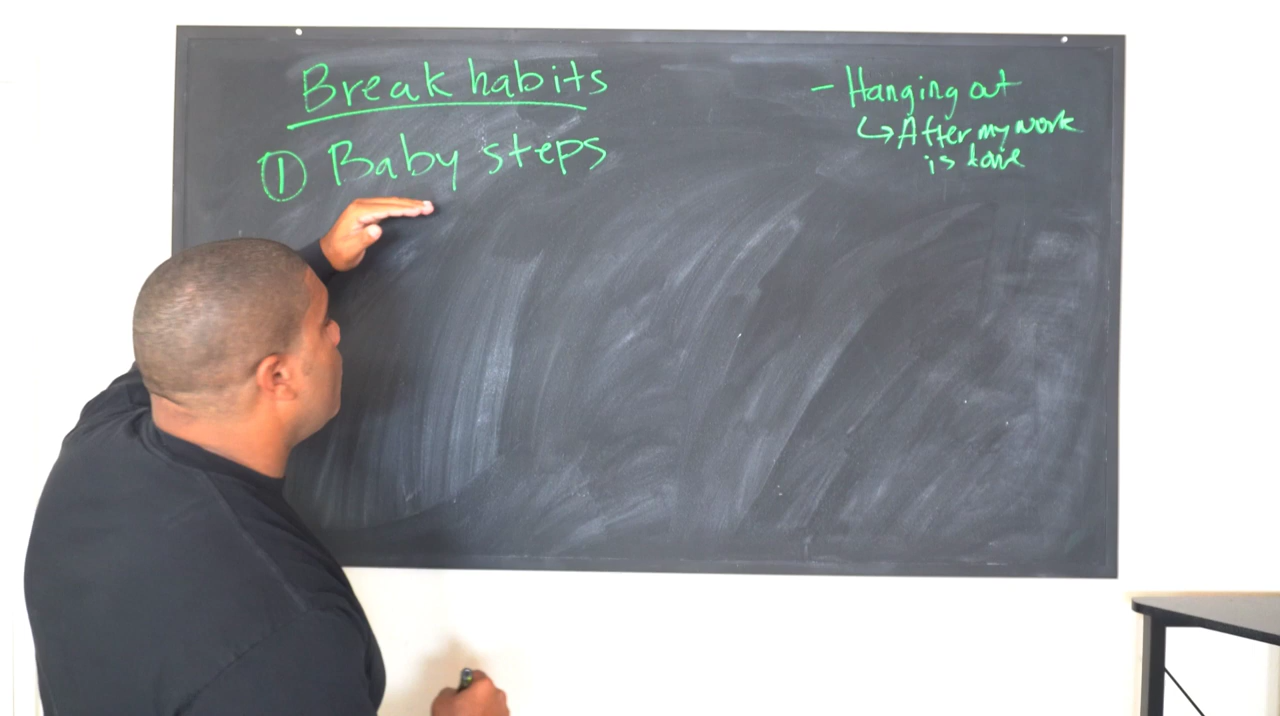 Break habits
① Baby steps
- Hanging out
↳ After my work
is done